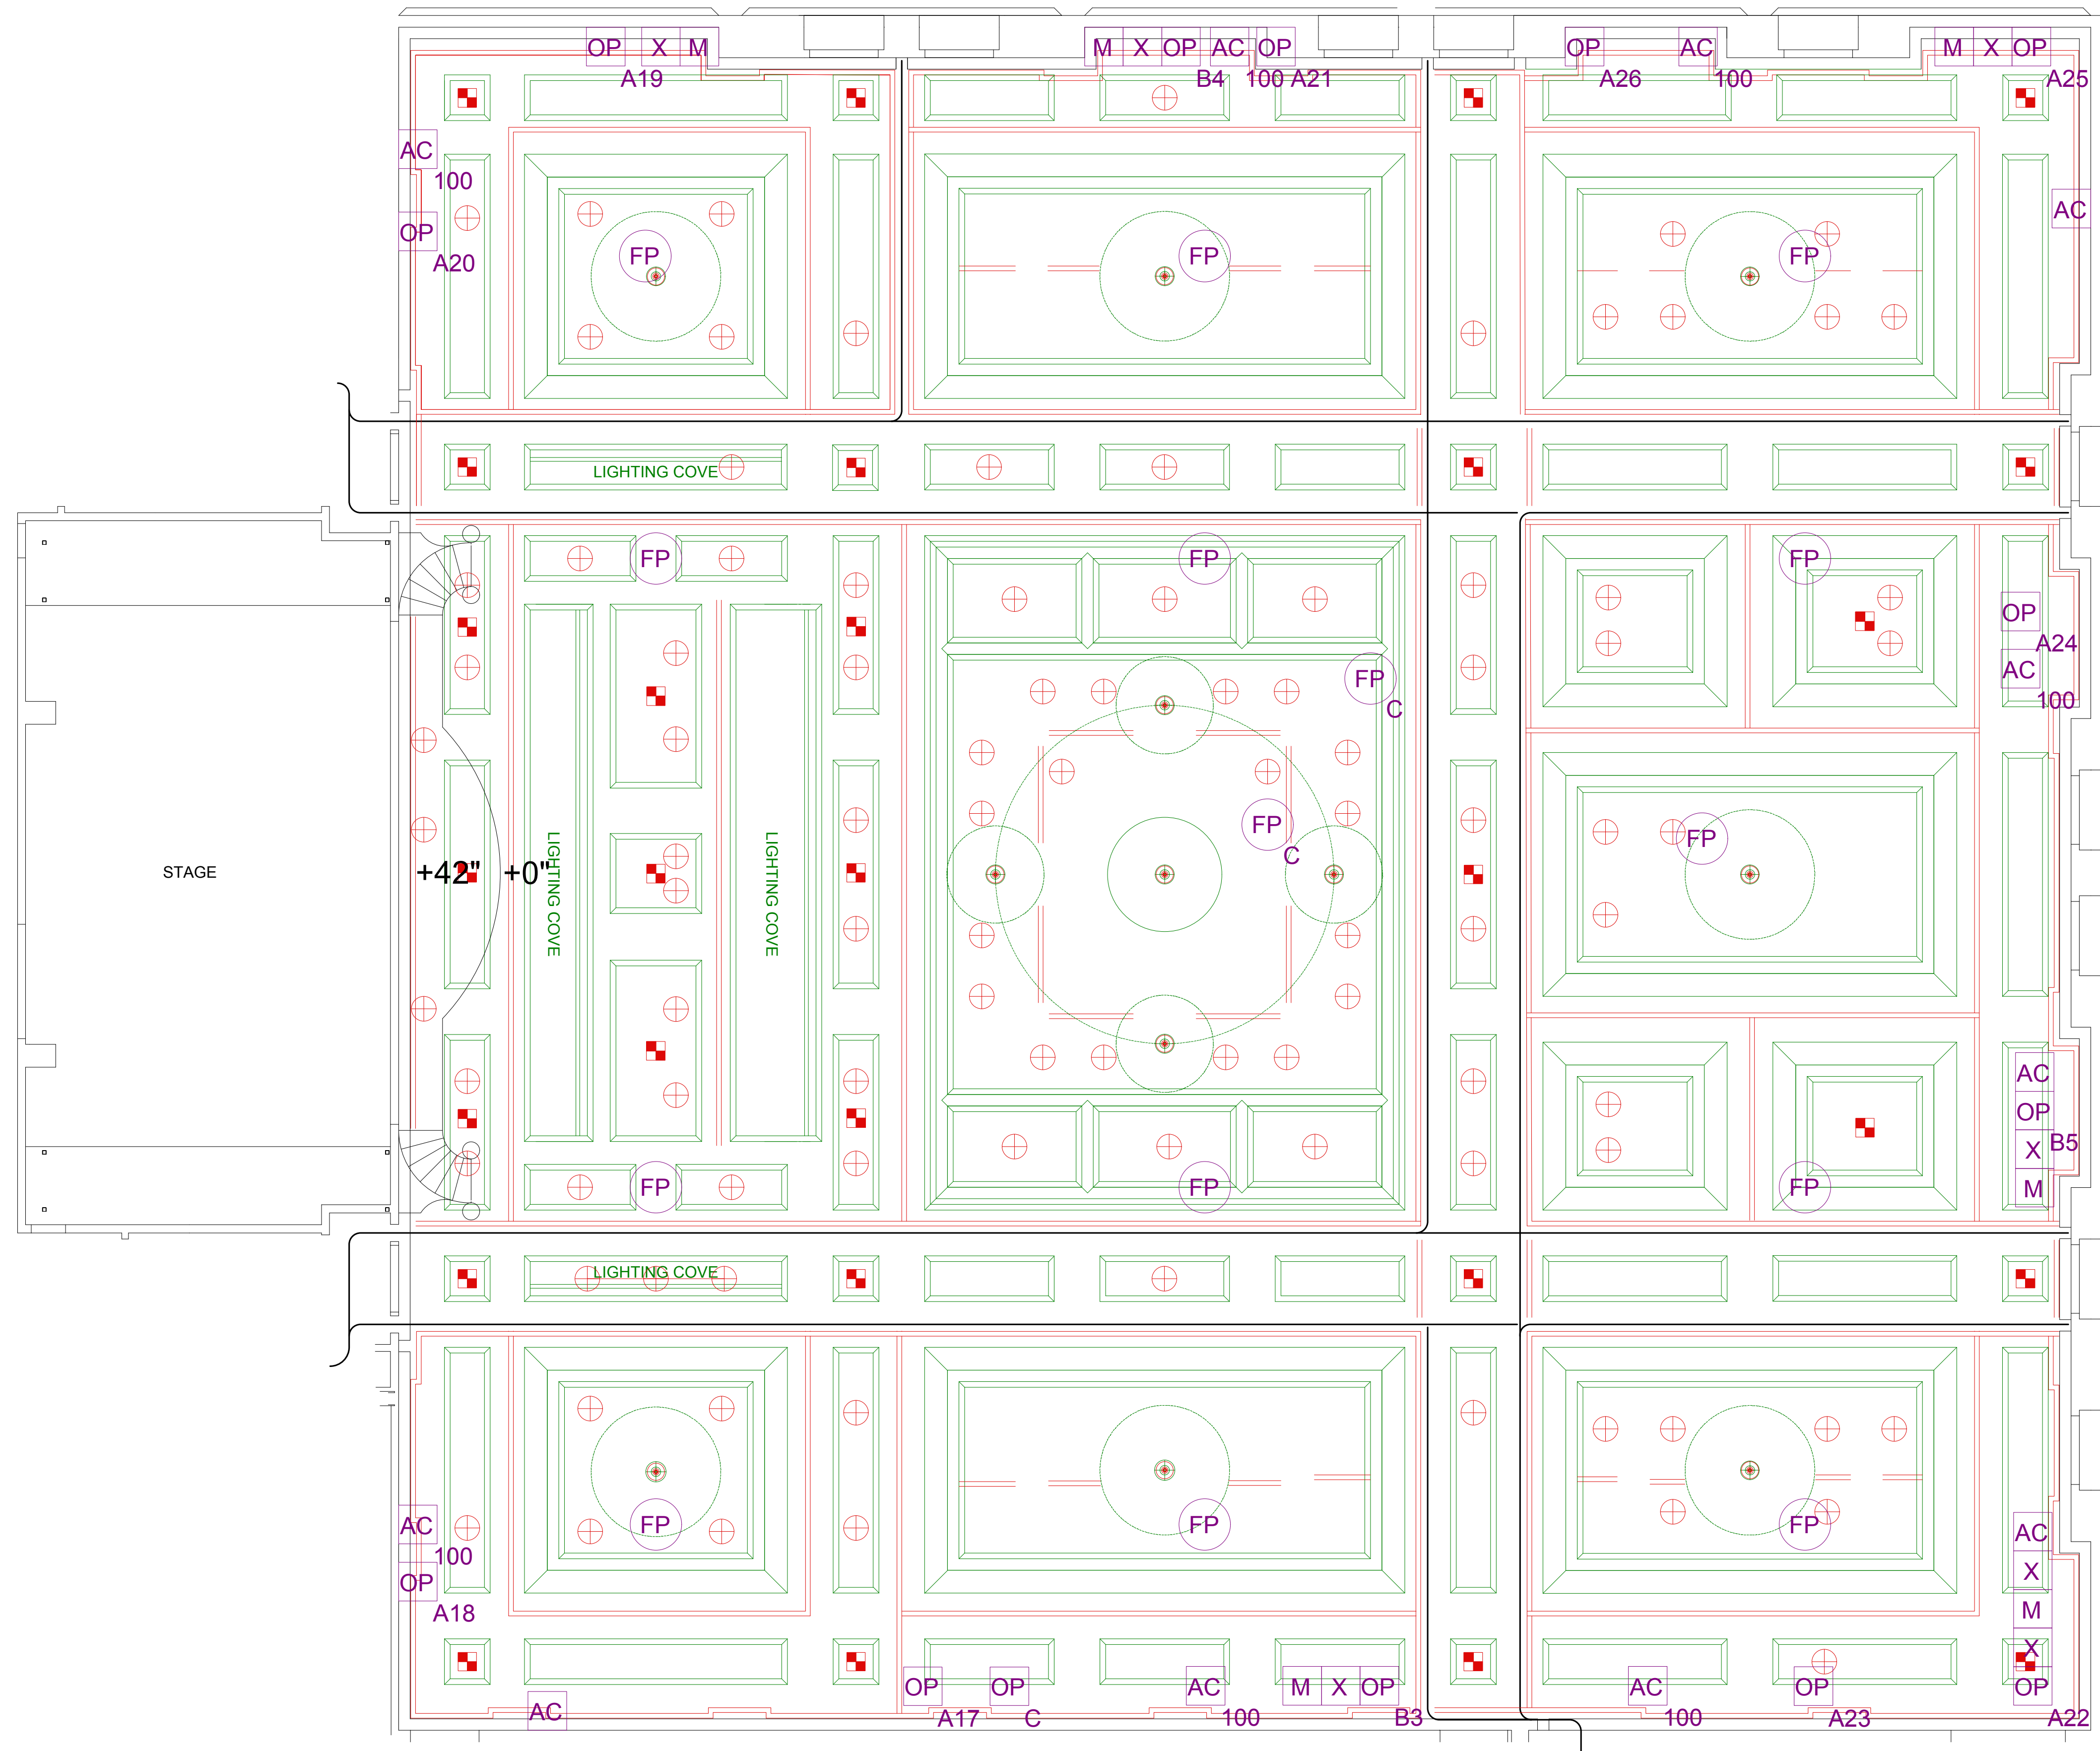 OP X M M X OP AC OP OP AC M X OP
A19 B4 100 A21 A26 100 A25
AC
100
AC
OP
A20
FP FP FP
LIGHTING COVE
FP FP FP
OP
A24
AC
100
FP
C
FP
C
FP
STAGE
+42" +0"
LIGHTING COVE
LIGHTING COVE
AC
OP
X
B5
M
FP FP FP
LIGHTING COVE
AC
100
OP
A18
FP FP FP
AC
X
M
X
OP OP AC M X OP AC OP OP
AC
A17 C 100 B3 100 A23 A22